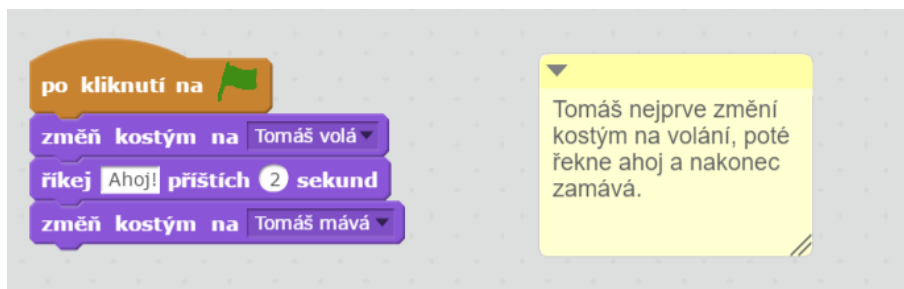 po kliknutí na
změň kostým na Tomáš volá
říkej Ahoj! příštích 2 sekund
změň kostým na Tomáš mává
Tomáš nejprve změní
kostým na volání, poté
řekne ahoj a nakonec
zamává.